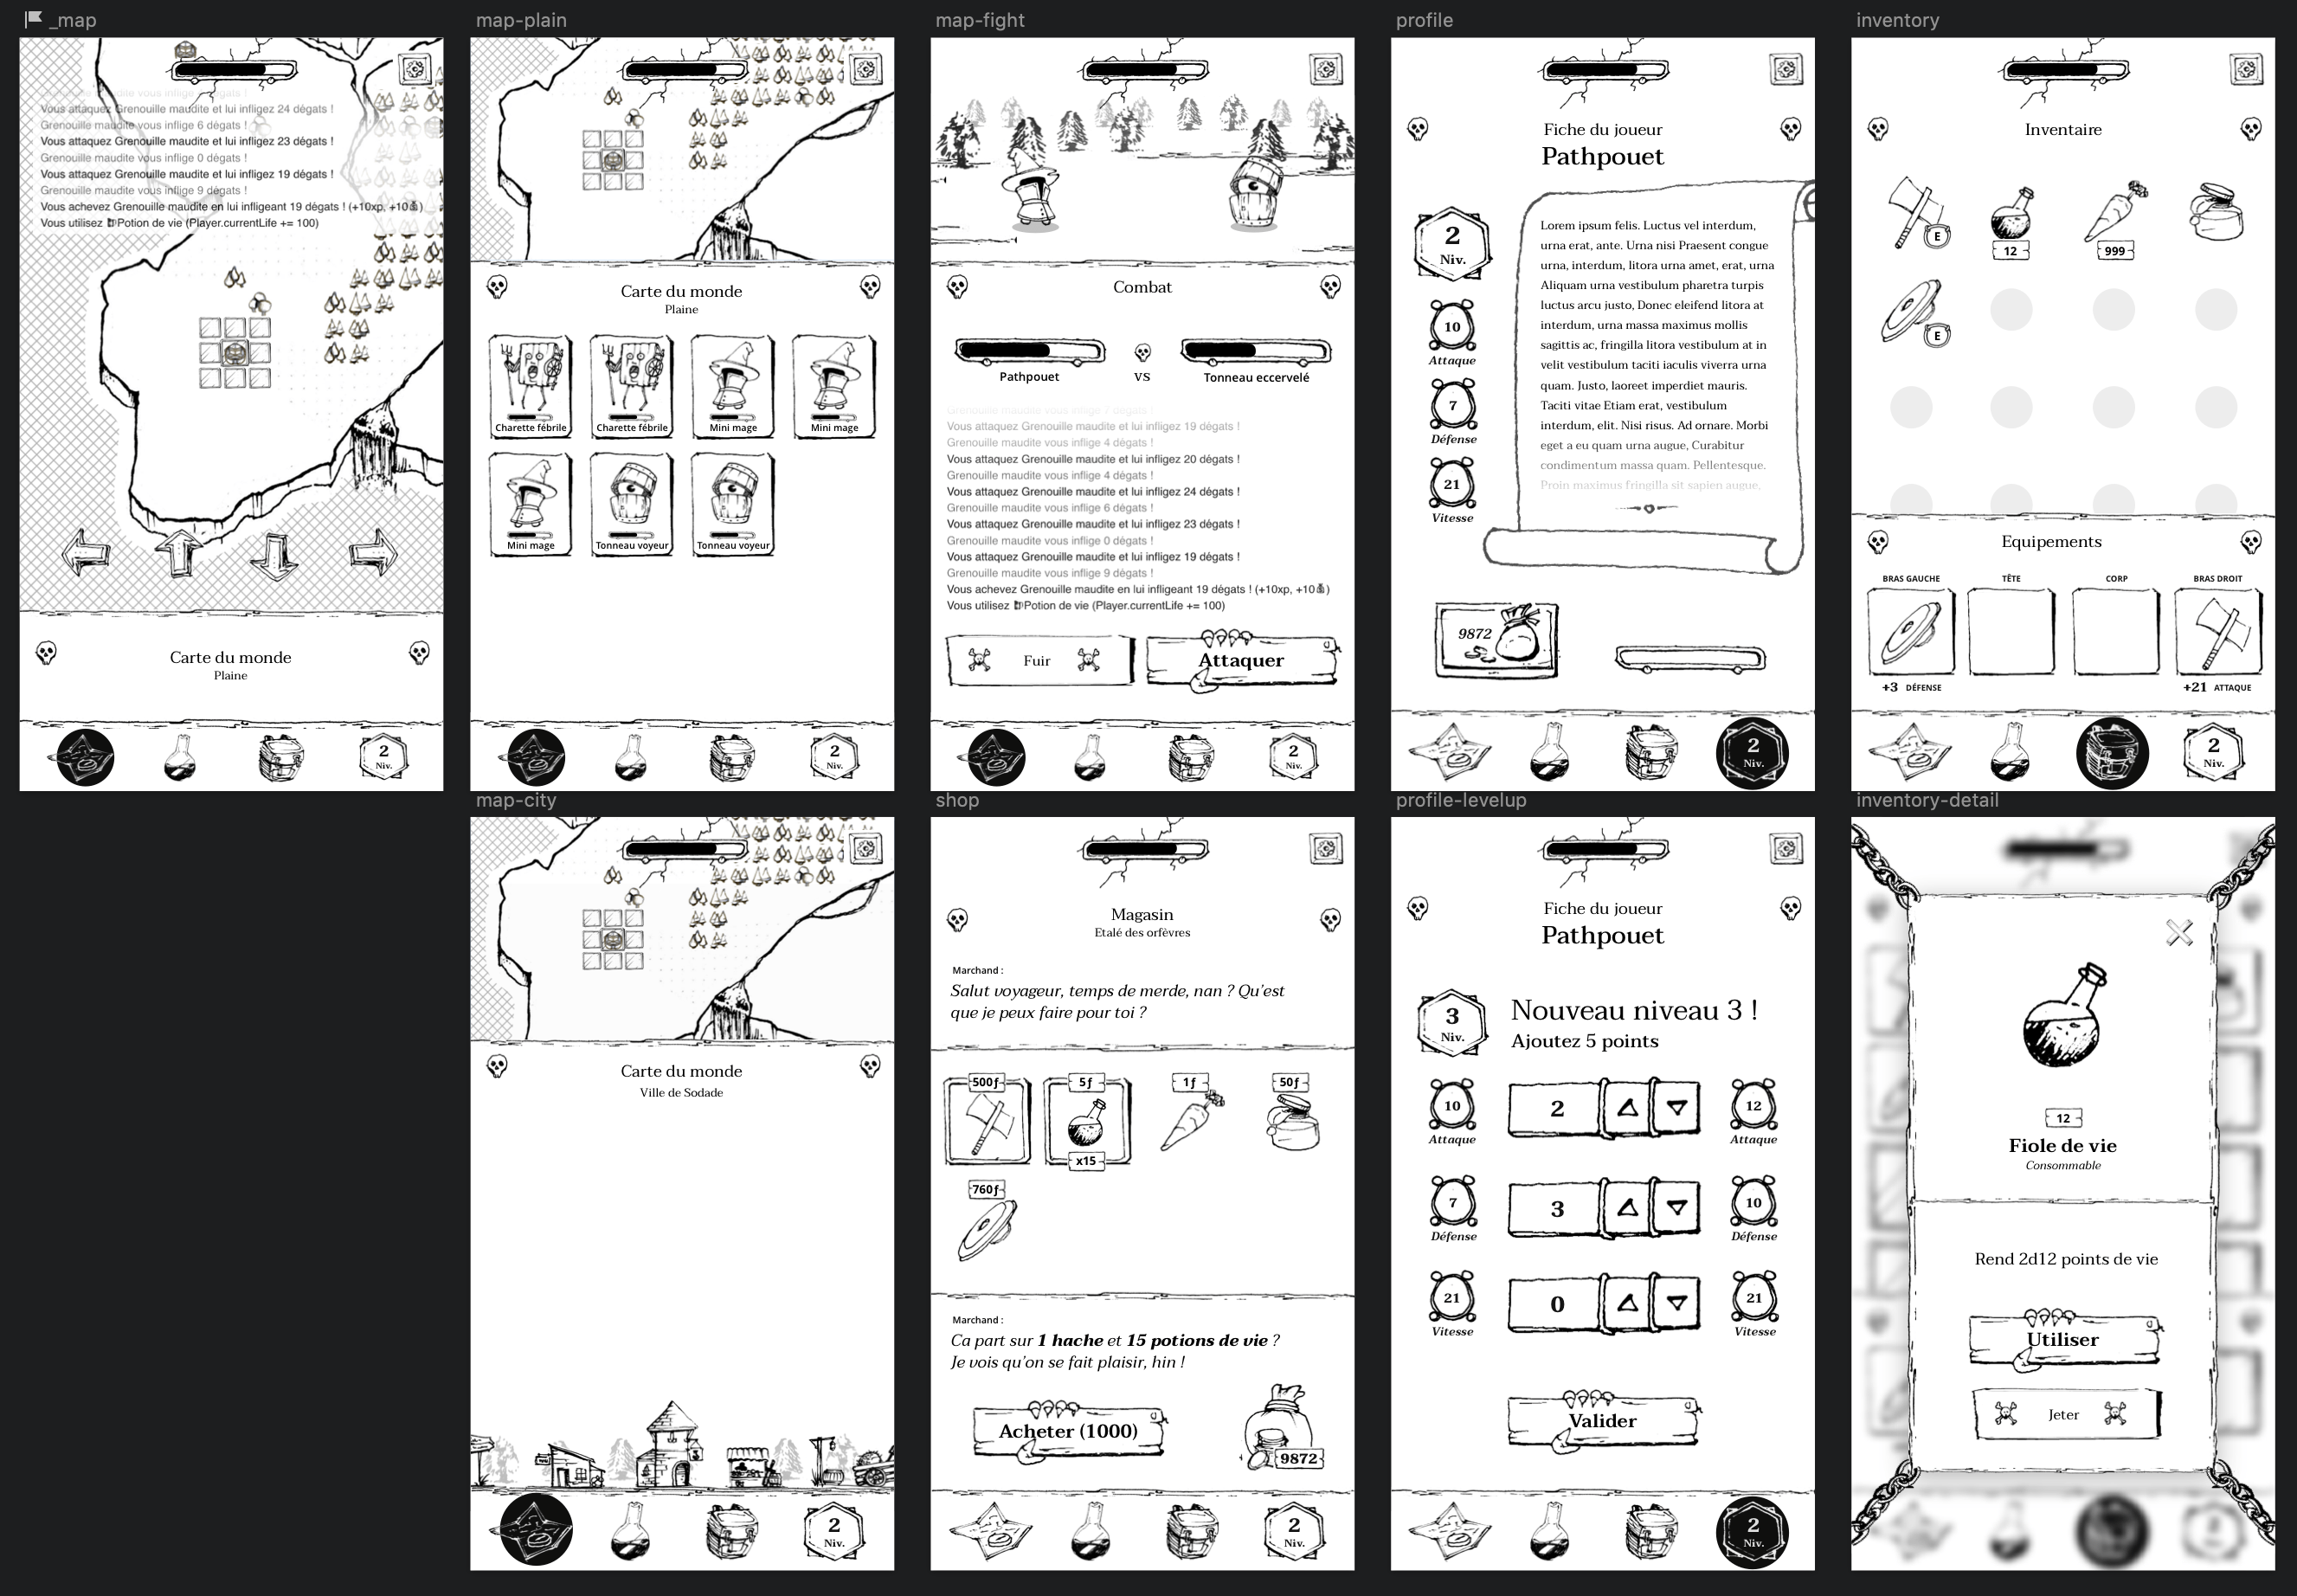 _map
Vous attaquez Grenouille maudite et lui infligez 24 dégats !
Grenouille maudite vous inflige 6 dégats !
Vous attaquez Grenouille maudite et lui infligez 23 dégats !
Grenouille maudite vous inflige 0 dégats !
Vous attaquez Grenouille maudite et lui infligez 19 dégats !
Grenouille maudite vous inflige 9 dégats !
Vous achevez Grenouille maudite en lui infligeant 19 dégats ! (+10xp, +10)
Vous utilisez Potion de vie (Player.currentLife += 100)
Carte du monde
Plaine
2
Niv.
map-plain
Carte du monde
Plaine
Charette fébrile
Charette fébrile
Mini mage
Mini mage
Mini mage
Tonneau voyeur
Tonneau voyeur
2
Niv.
map-fight
Combat
Pathpouet
VS
Tonneau eccervelé
Grenouille maudite vous inflige 7 dégats !
Vous attaquez Grenouille maudite et lui infligez 19 dégats !
Grenouille maudite vous inflige 4 dégats !
Vous attaquez Grenouille maudite et lui infligez 20 dégats !
Grenouille maudite vous inflige 4 dégats !
Vous attaquez Grenouille maudite et lui infligez 24 dégats !
Grenouille maudite vous inflige 6 dégats !
Vous attaquez Grenouille maudite et lui infligez 23 dégats !
Grenouille maudite vous inflige 0 dégats !
Vous attaquez Grenouille maudite et lui infligez 19 dégats !
Grenouille maudite vous inflige 9 dégats !
Vous achevez Grenouille maudite en lui infligeant 19 dégats ! (+10xp, +10)
Vous utilisez Potion de vie (Player.currentLife += 100)
Fuir
Attaquer
2
Niv.
profile
Fiche du joueur
Pathpouet
2
Niv.
10
Attaque
7
Défense
21
Vitesse
Lorem ipsum felis. Luctus vel interdum,
urna erat, ante. Urna nisi Praesent congue
urna, interdum, litora urna amet, erat, urna
Aliquam urna vestibulum pharetra turpis
luctus arcu justo, Donec eleifend litora at
interdum, urna massa maximus mollis
sagittis ac, fringilla litora vestibulum at in
velit vestibulum taciti iaculis viverra urna
quam. Justo, laoreet imperdiet mauris.
Taciti vitae Etiam erat, vestibulum
interdum, elit. Nisi risus. Ad ornare. Morbi
eget a eu quam urna augue, Curabitur
condimentum massa quam. Pellentesque,
Proin maximus fringilla sit sapien augue,
9872
2
Niv.
inventory
Inventaire
E
12
999
E
Equipements
BRAS GAUCHE
TÊTE
CORP
BRAS DROIT
+3 DÉFENSE
+21 ATTAQUE
2
Niv.
map-city
Carte du monde
Ville de Sodade
2
Niv.
shop
Magasin
Etalé des orfèvres
Marchand :
Salut voyageur, temps de merde, nan ? Qu'est
que je peux faire pour toi ?
500ƒ
5ƒ
1ƒ
50ƒ
x15
760ƒ
Marchand :
Ca part sur 1 hache et 15 potions de vie ?
Je vois qu'on se fait plaisir, hin !
Acheter (1000)
9872
2
Niv.
profile-levelup
Fiche du joueur
Pathpouet
3
Niv.
Nouveau niveau 3 !
Ajoutez 5 points
10
Attaque
2
12
Attaque
7
Défense
3
10
Défense
21
Vitesse
0
21
Vitesse
Valider
2
Niv.
inventory-detail
12
Fiole de vie
Consommable
Rend 2d12 points de vie
Utiliser
Jeter